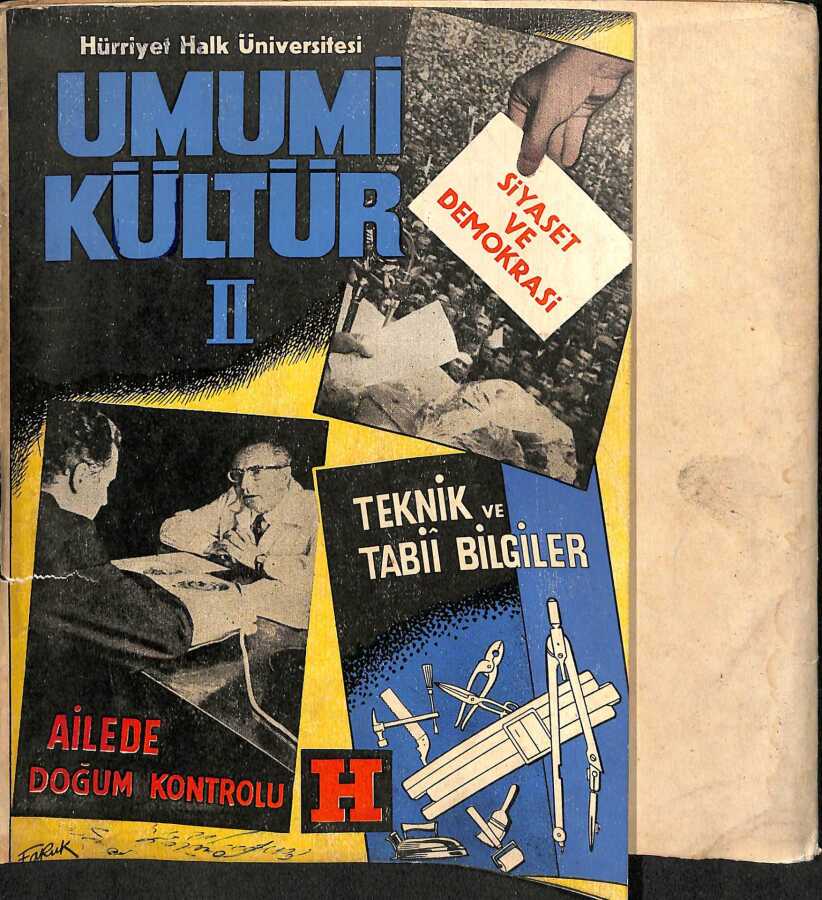 Hürriyet Halk Üniversitesi
UMUMİ
KÜLTÜR
II
SİYASET
VE
DEMOKRASİ
TEKNİK VE
TABİÎ BİLGİLER
AİLEDE
DOĞUM KONTROLU
H
FARUK